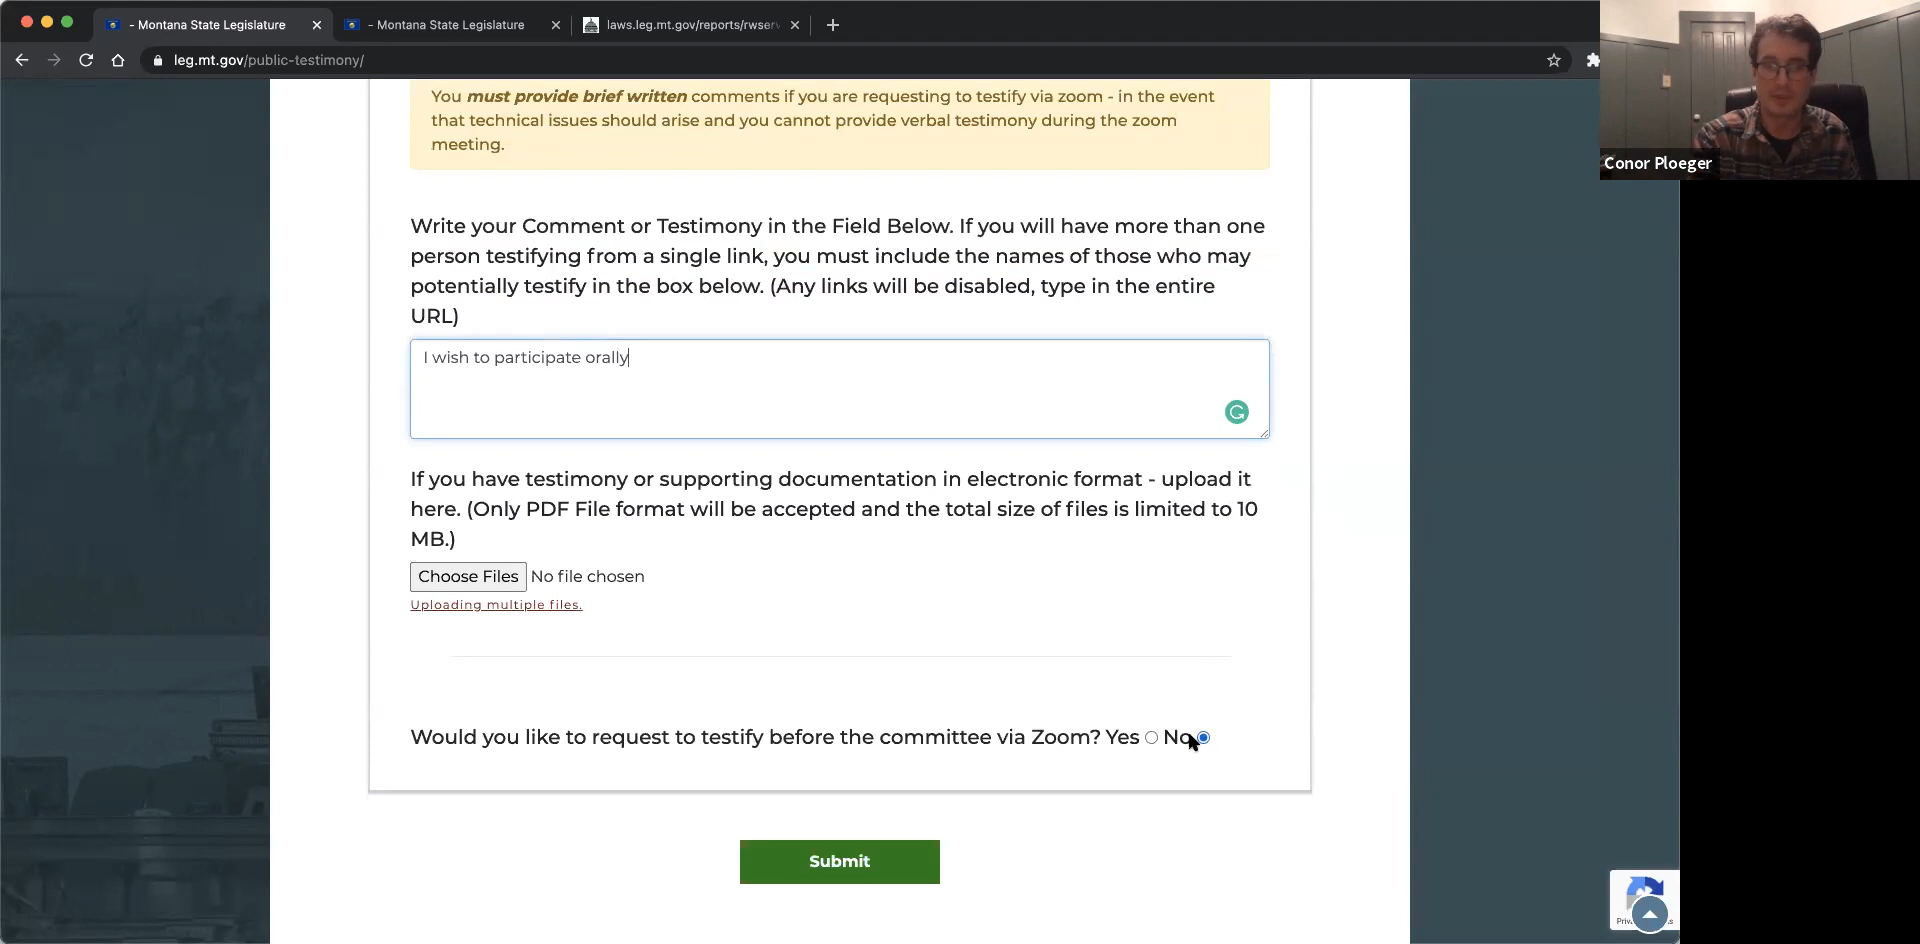 - Montana State Legislature
- Montana State Legislature
laws.leg.mt.gov/reports/rwser
leg.mt.gov/public-testimony/
Conor Ploeger
You must provide brief written comments if you are requesting to testify via zoom - in the event
that technical issues should arise and you cannot provide verbal testimony during the zoom
meeting.
Write your Comment or Testimony in the Field Below. If you will have more than one
person testifying from a single link, you must include the names of those who may
potentially testify in the box below. (Any links will be disabled, type in the entire
URL)
I wish to participate orally
If you have testimony or supporting documentation in electronic format - upload it
here. (Only PDF File format will be accepted and the total size of files is limited to 10
MB.)
Choose Files No file chosen
Uploading multiple files.
Would you like to request to testify before the committee via Zoom? Yes No
Submit